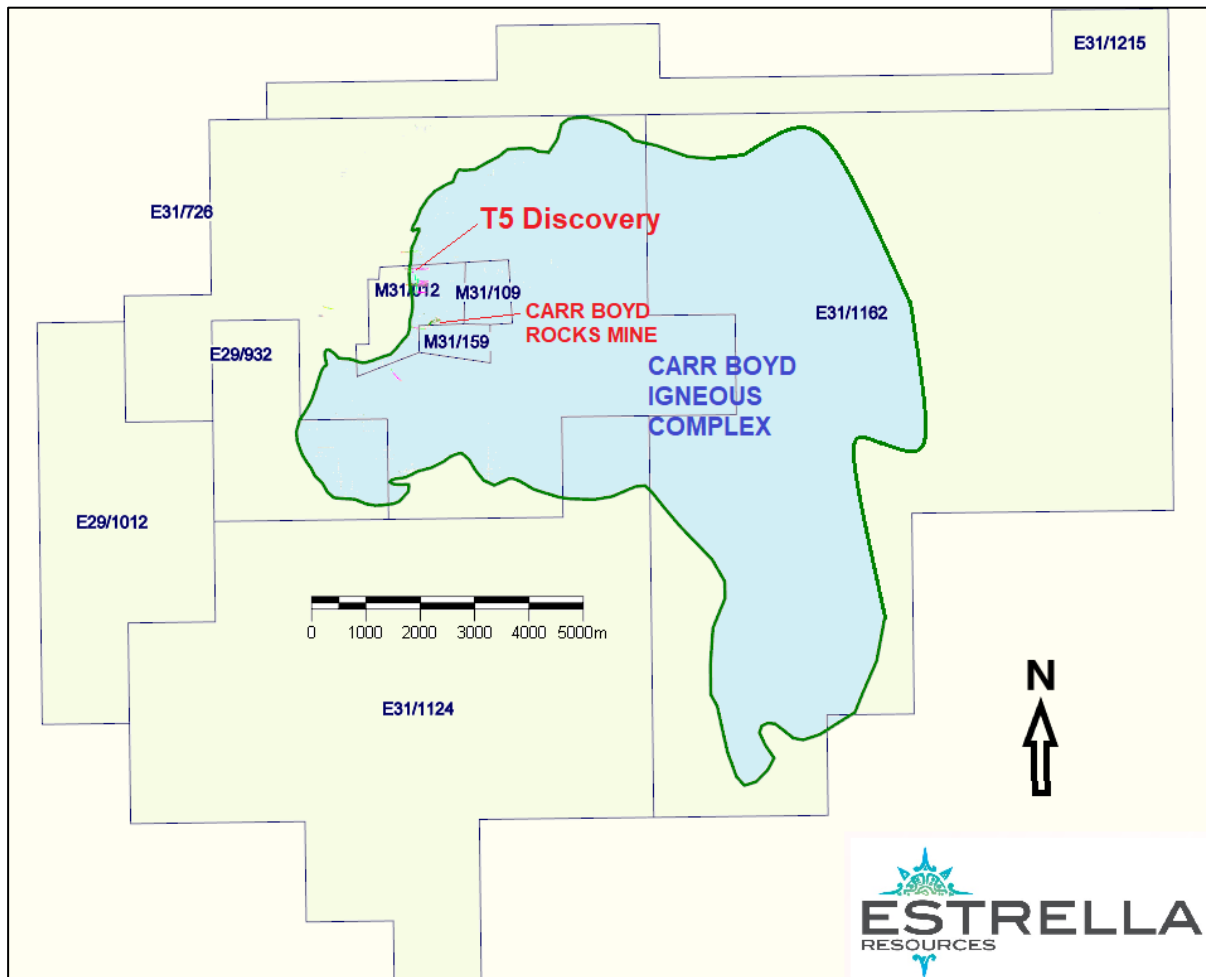 E31/1215
E31/726
T5 Discovery
M31/012
M31/109
CARR BOYD
ROCKS MINE
E31/1162
M31/159
E29/932
CARR BOYD
IGNEOUS
COMPLEX
E29/1012
0 1000 2000 3000 4000 5000m
N
E31/1124
ESTRELLA
RESOURCES